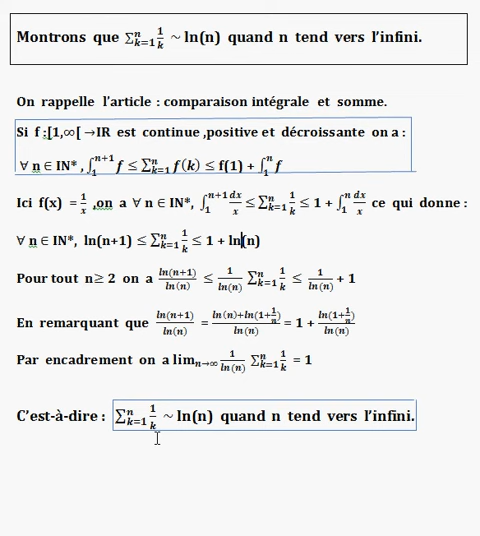 Montrons que ∑ₖ₌₁ⁿ 1/k ~ ln(n) quand n tend vers l'infini.
On rappelle l'article : comparaison intégrale et somme.
Si f :[1,∞[ →IR est continue ,positive et décroissante on a :
∀ n ∈ IN* , ∫₁ⁿ⁺¹ f ≤ ∑ₖ₌₁ⁿ f(k) ≤ f(1) + ∫₁ⁿ f
Ici f(x) = 1/x ,on a ∀ n ∈ IN*, ∫₁ⁿ⁺¹ dx/x ≤ ∑ₖ₌₁ⁿ 1/k ≤ 1 + ∫₁ⁿ dx/x ce qui donne :
∀ n ∈ IN*, ln(n+1) ≤ ∑ₖ₌₁ⁿ 1/k ≤ 1 + ln(n)
Pour tout n≥ 2 on a ln(n+1)/ln(n) ≤ 1/ln(n) ∑ₖ₌₁ⁿ 1/k ≤ 1/ln(n) + 1
En remarquant que ln(n+1)/ln(n) = (ln(n)+ln(1+1/n))/ln(n) = 1 + ln(1+1/n)/ln(n)
Par encadrement on a limₙ→∞ 1/ln(n) ∑ₖ₌₁ⁿ 1/k = 1
C'est-à-dire : ∑ₖ₌₁ⁿ 1/k ~ ln(n) quand n tend vers l'infini.